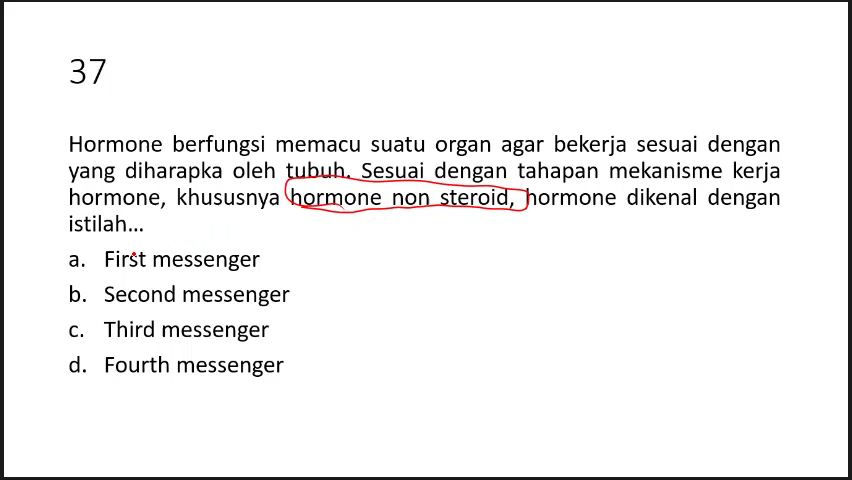 37
Hormone berfungsi memacu suatu organ agar bekerja sesuai dengan
yang diharapka oleh tubuh. Sesuai dengan tahapan mekanisme kerja
hormone, khususnya hormone non steroid, hormone dikenal dengan
istilah...
a. First messenger
b. Second messenger
c. Third messenger
d. Fourth messenger